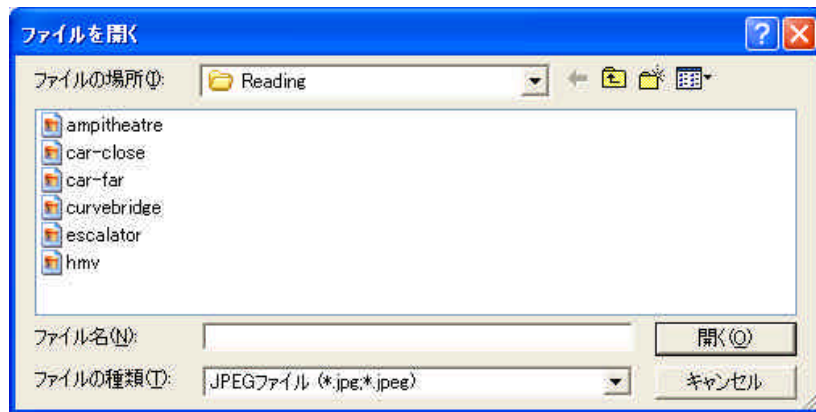 ファイルを開く
ファイルの場所(I):
Reading
ampitheatre
car-close
car-far
curvebridge
escalator
hmv
ファイル名(N):
開く(O)
ファイルの種類(T):
JPEGファイル (*.jpg;*.jpeg)
キャンセル